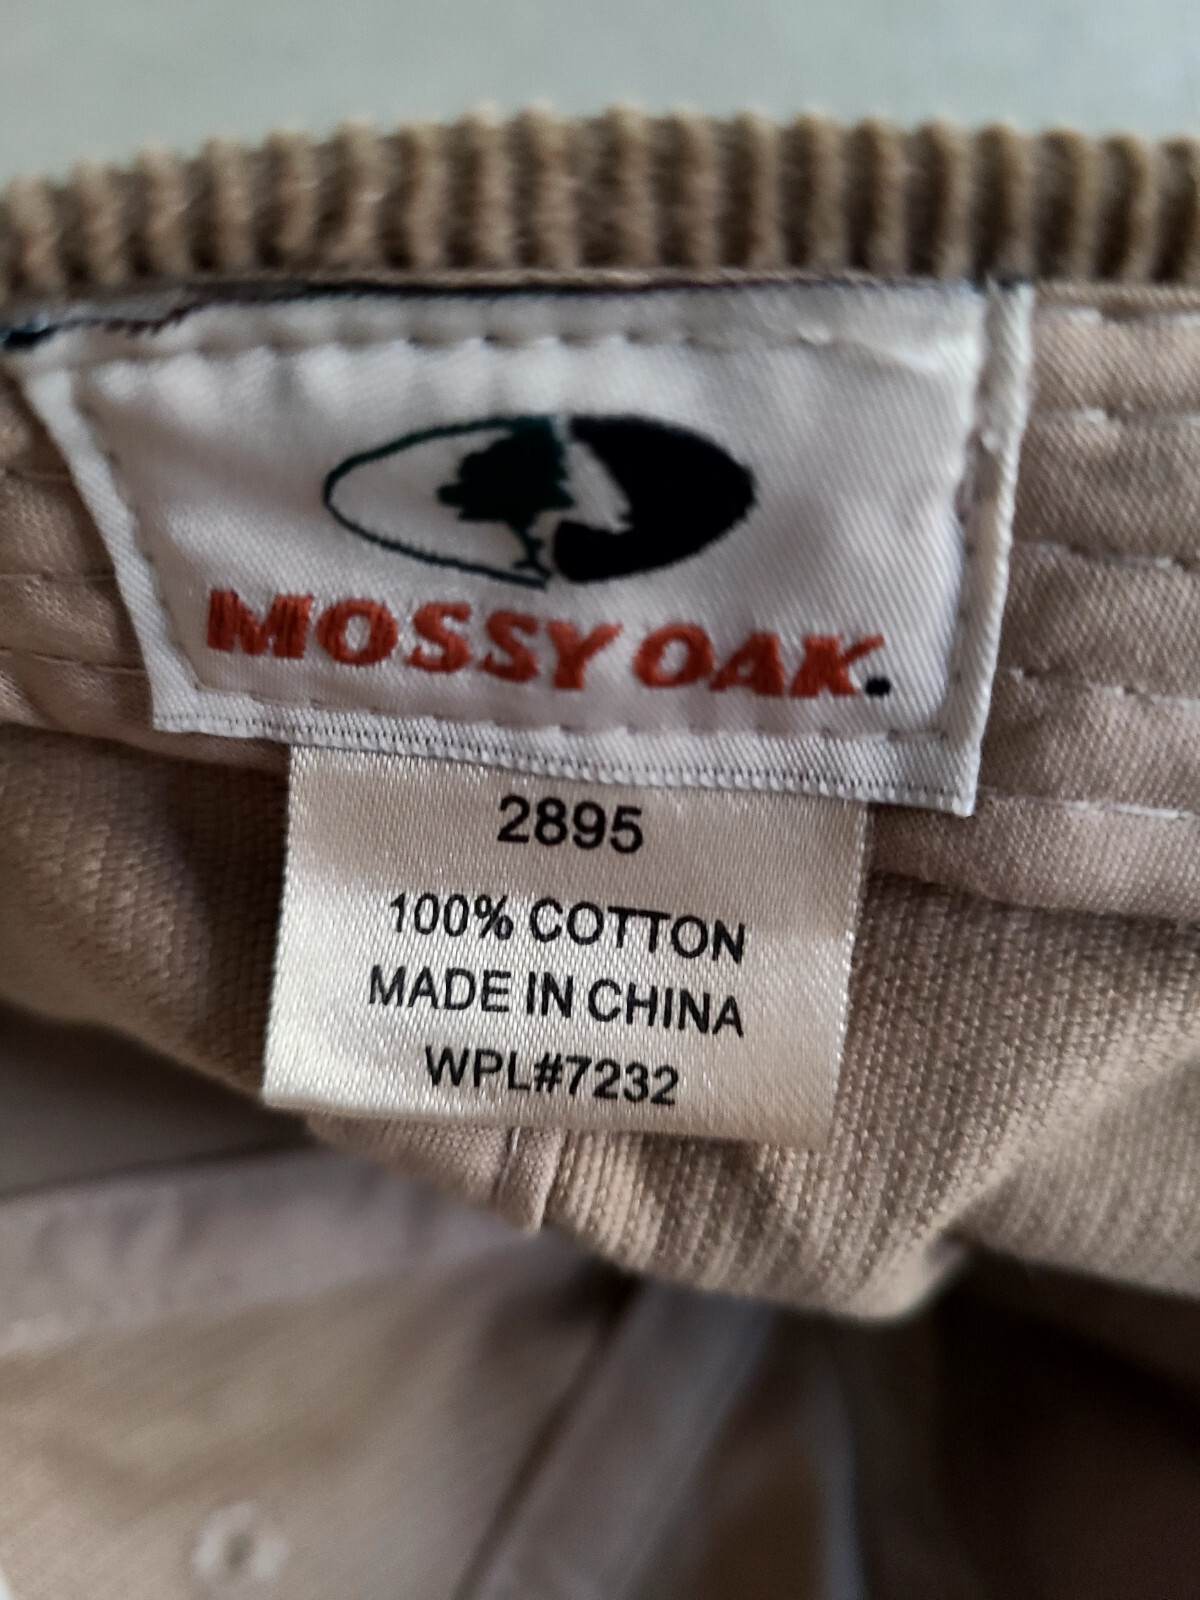 MOSSY OAK.
2895
100% COTTON
MADE IN CHINA
WPL#7232